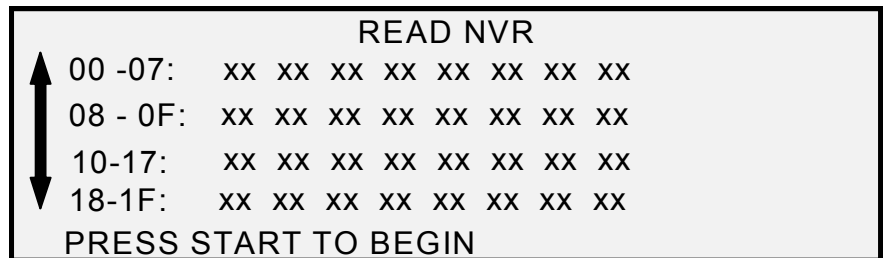 READ NVR
00 -07: xx xx xx xx xx xx xx xx
08 - 0F: xx xx xx xx xx xx xx xx
10-17: xx xx xx xx xx xx xx xx
18-1F: xx xx xx xx xx xx xx xx
PRESS START TO BEGIN